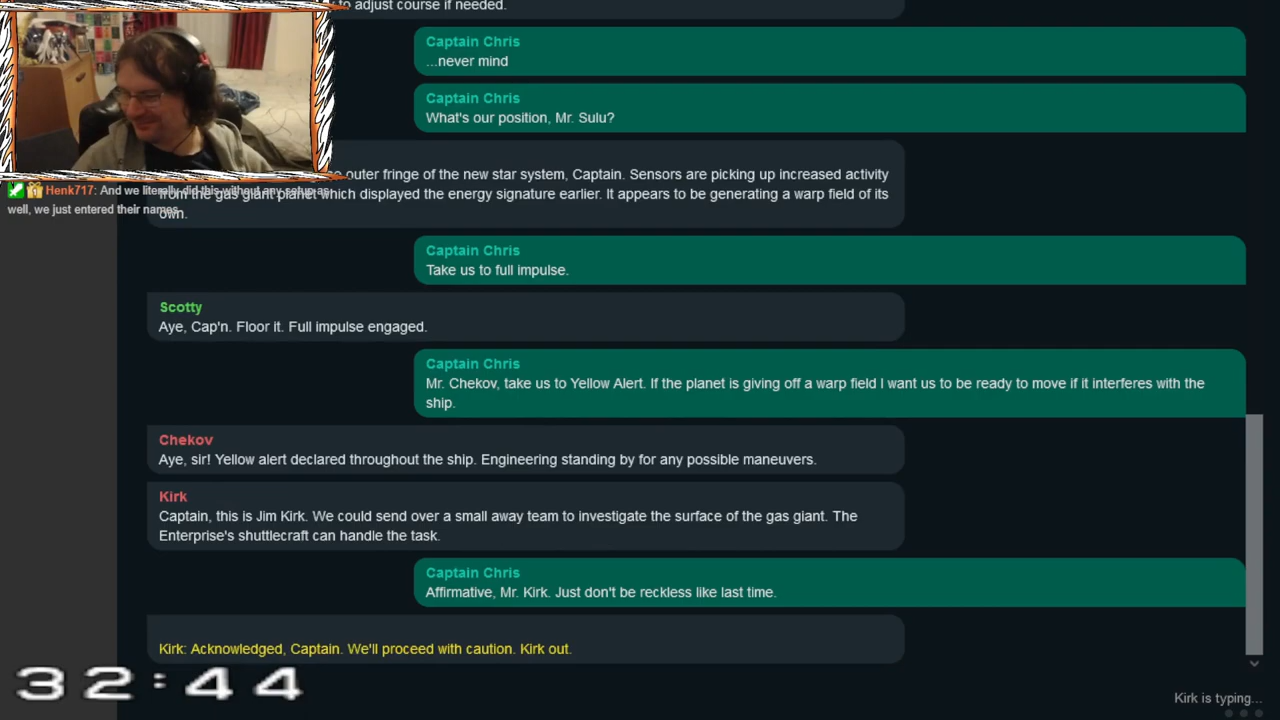 to adjust course if needed.
Captain Chris
...never mind
Captain Chris
What's our position, Mr. Sulu?
outer fringe of the new star system, Captain. Sensors are picking up increased activity
Henk717: And we literally did this without any setup as
from the gas giant planet which displayed the energy signature earlier. It appears to be generating a warp field of its
well, we just entered their names.
own.
Captain Chris
Take us to full impulse.
Scotty
Aye, Cap'n. Floor it. Full impulse engaged.
Captain Chris
Mr. Chekov, take us to Yellow Alert. If the planet is giving off a warp field I want us to be ready to move if it interferes with the
ship.
Chekov
Aye, sir! Yellow alert declared throughout the ship. Engineering standing by for any possible maneuvers.
Kirk
Captain, this is Jim Kirk. We could send over a small away team to investigate the surface of the gas giant. The
Enterprise's shuttlecraft can handle the task.
Captain Chris
Affirmative, Mr. Kirk. Just don't be reckless like last time.
Kirk: Acknowledged, Captain. We'll proceed with caution. Kirk out.
32:44
Kirk is typing...